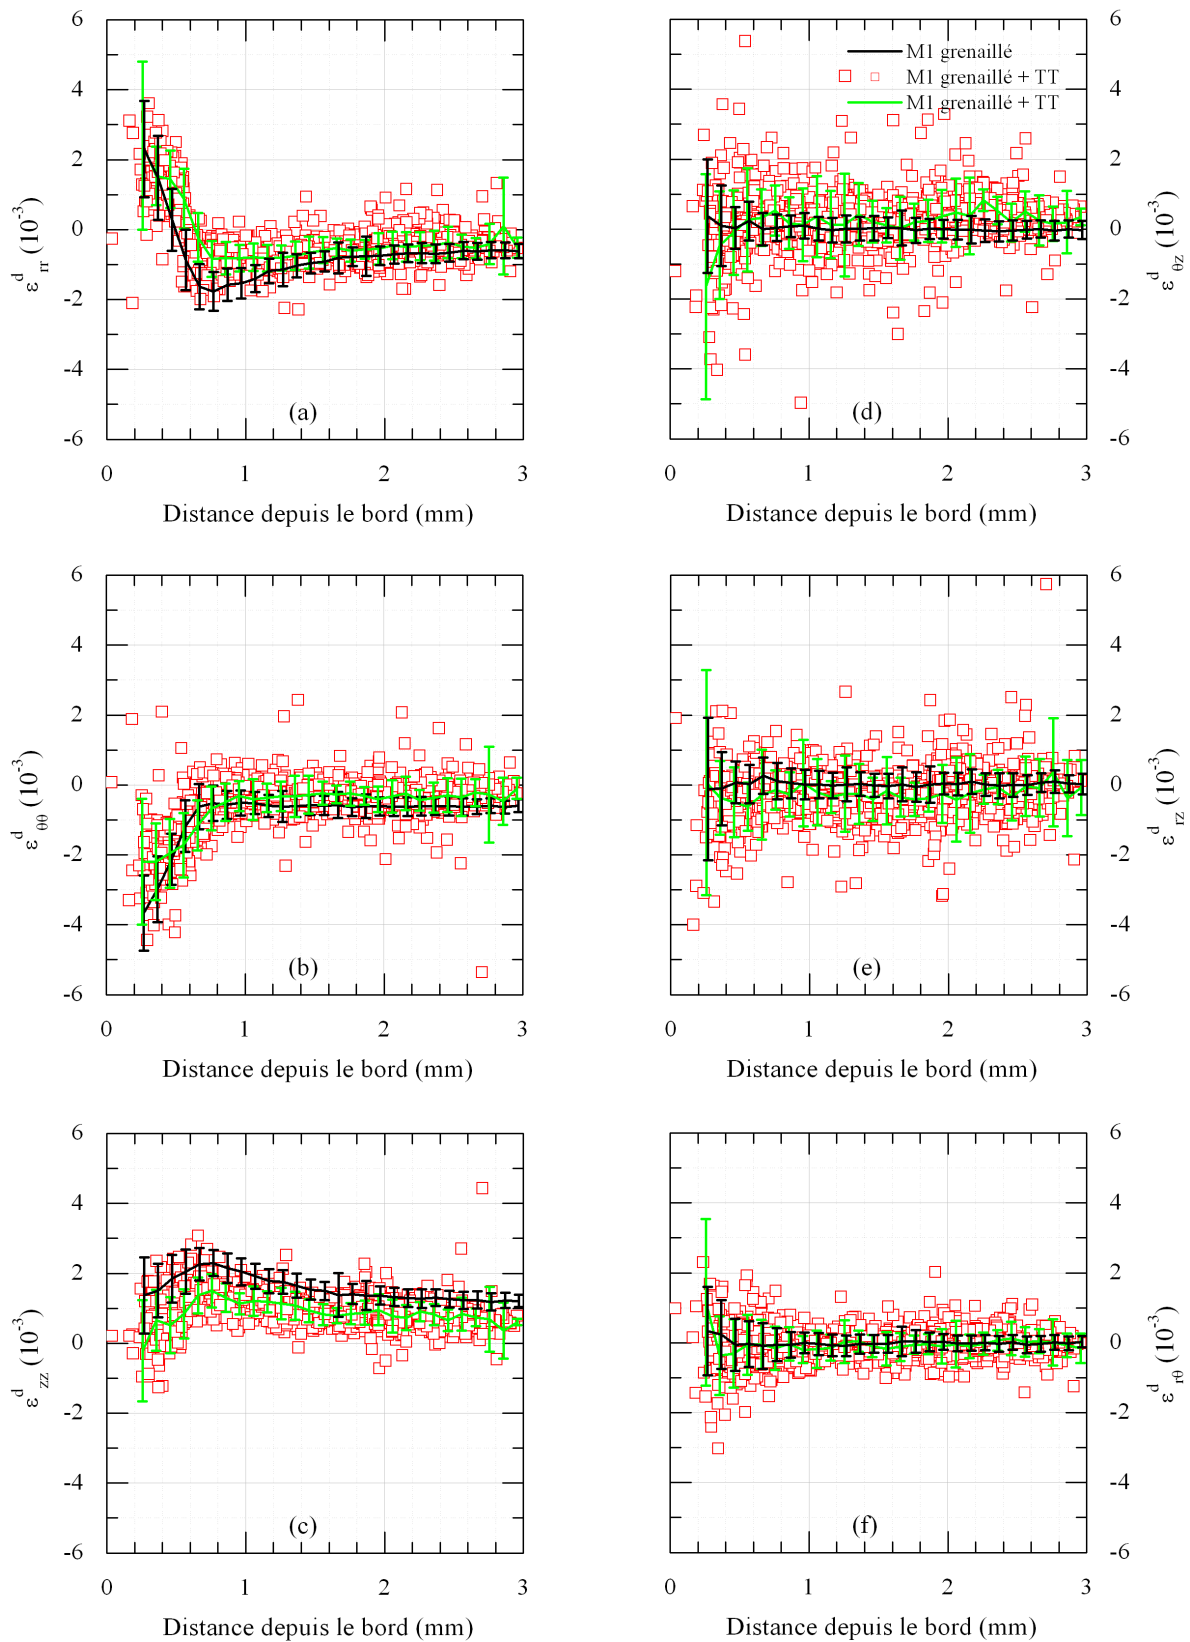 6
4
2
0
-2
-4
-6
ε^d_rr (10^-3)
(a)
0 1 2 3
Distance depuis le bord (mm)
M1 grenaillé
M1 grenaillé + TT
M1 grenaillé + TT
6
4
2
0
-2
-4
-6
ε^d_θz (10^-3)
(d)
0 1 2 3
Distance depuis le bord (mm)
6
4
2
0
-2
-4
-6
ε^d_θθ (10^-3)
(b)
0 1 2 3
Distance depuis le bord (mm)
6
4
2
0
-2
-4
-6
ε^d_rz (10^-3)
(e)
0 1 2 3
Distance depuis le bord (mm)
6
4
2
0
-2
-4
-6
ε^d_zz (10^-3)
(c)
0 1 2 3
Distance depuis le bord (mm)
6
4
2
0
-2
-4
-6
ε^d_rθ (10^-3)
(f)
0 1 2 3
Distance depuis le bord (mm)